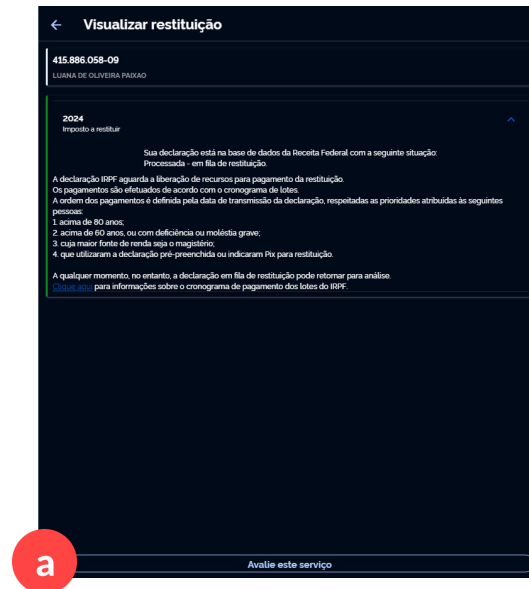 Visualizar restituição
415.886.058-09
LUANA DE OLIVEIRA PAIXAO
2024
Imposto a restituir
Sua declaração está na base de dados da Receita Federal com a seguinte situação:
Processada - em fila de restituição.
A declaração IRPF aguarda a liberação de recursos para pagamento da restituição.
Os pagamentos são efetuados de acordo com o cronograma de lotes.
A ordem dos pagamentos é definida pela data de transmissão da declaração, respeitadas as prioridades atribuídas às seguintes
pessoas:
1. acima de 80 anos;
2. acima de 60 anos, ou com deficiência ou moléstia grave;
3. cuja maior fonte de renda seja o magistério;
4. que utilizaram a declaração pré-preenchida ou indicaram Pix para restituição.
A qualquer momento, no entanto, a declaração em fila de restituição pode retornar para análise.
Clique aqui para informações sobre o cronograma de pagamento dos lotes do IRPF.
a
Avalie este serviço